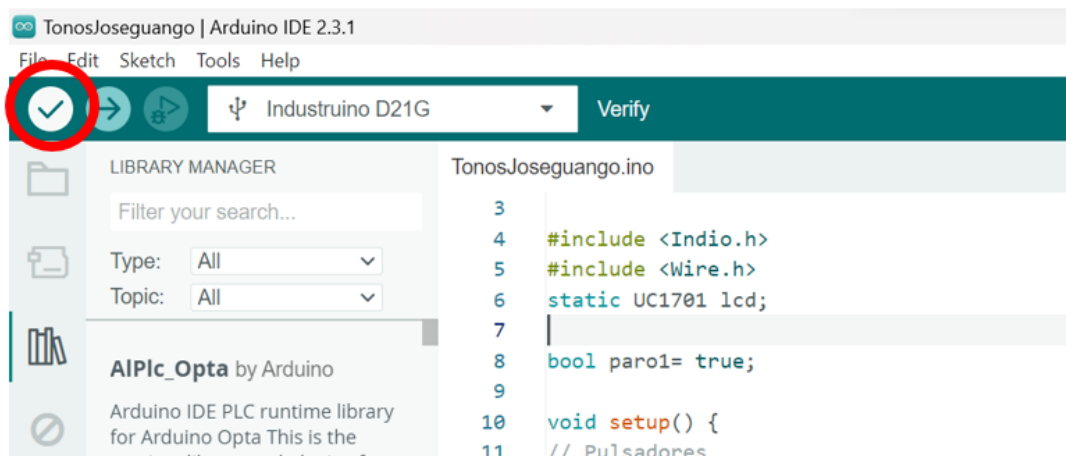 TonosJoseguango | Arduino IDE 2.3.1
File Edit Sketch Tools Help
Industruino D21G
Verify
LIBRARY MANAGER
Filter your search...
Type: All
Topic: All
AlPlc_Opta by Arduino
Arduino IDE PLC runtime library
for Arduino Opta This is the
TonosJoseguango.ino
3
4 #include <Indio.h>
5 #include <Wire.h>
6 static UC1701 lcd;
7
8 bool paro1= true;
9
10 void setup() {
11 // Pulsadores